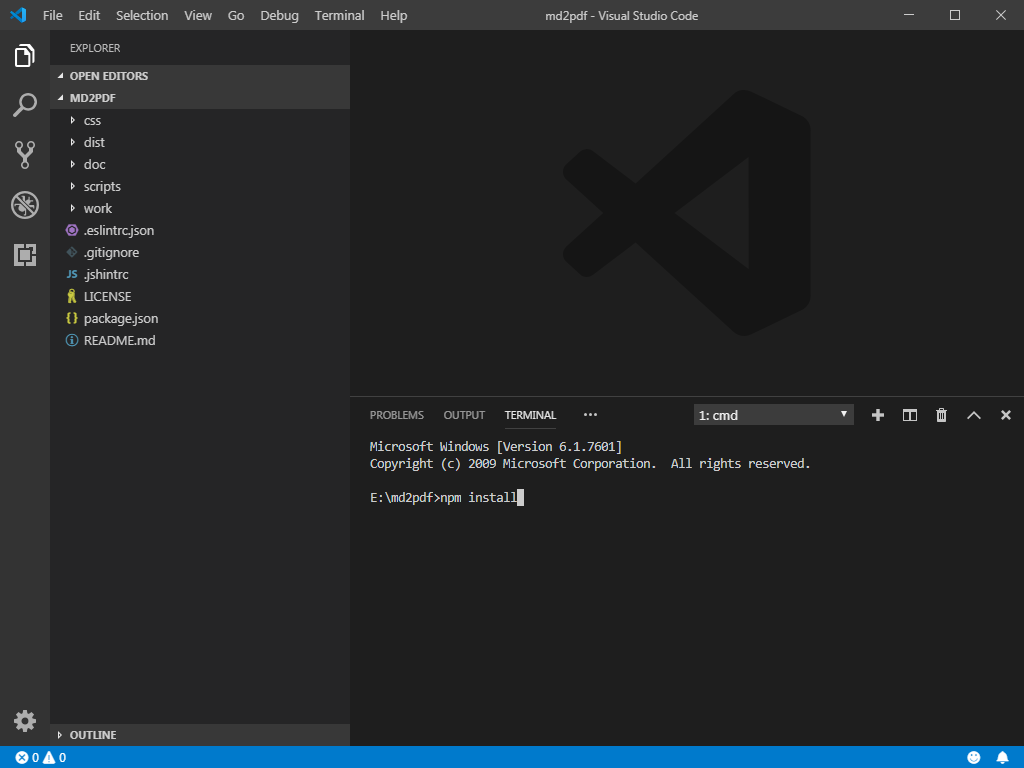 File Edit Selection View Go Debug Terminal Help md2pdf - Visual Studio Code
EXPLORER
OPEN EDITORS
MD2PDF
css
dist
doc
scripts
work
.eslintrc.json
.gitignore
JS .jshintrc
LICENSE
{} package.json
README.md
OUTLINE
PROBLEMS OUTPUT TERMINAL ••• 1: cmd
Microsoft Windows [Version 6.1.7601]
Copyright (c) 2009 Microsoft Corporation.  All rights reserved.
E:\md2pdf>npm install
0 0